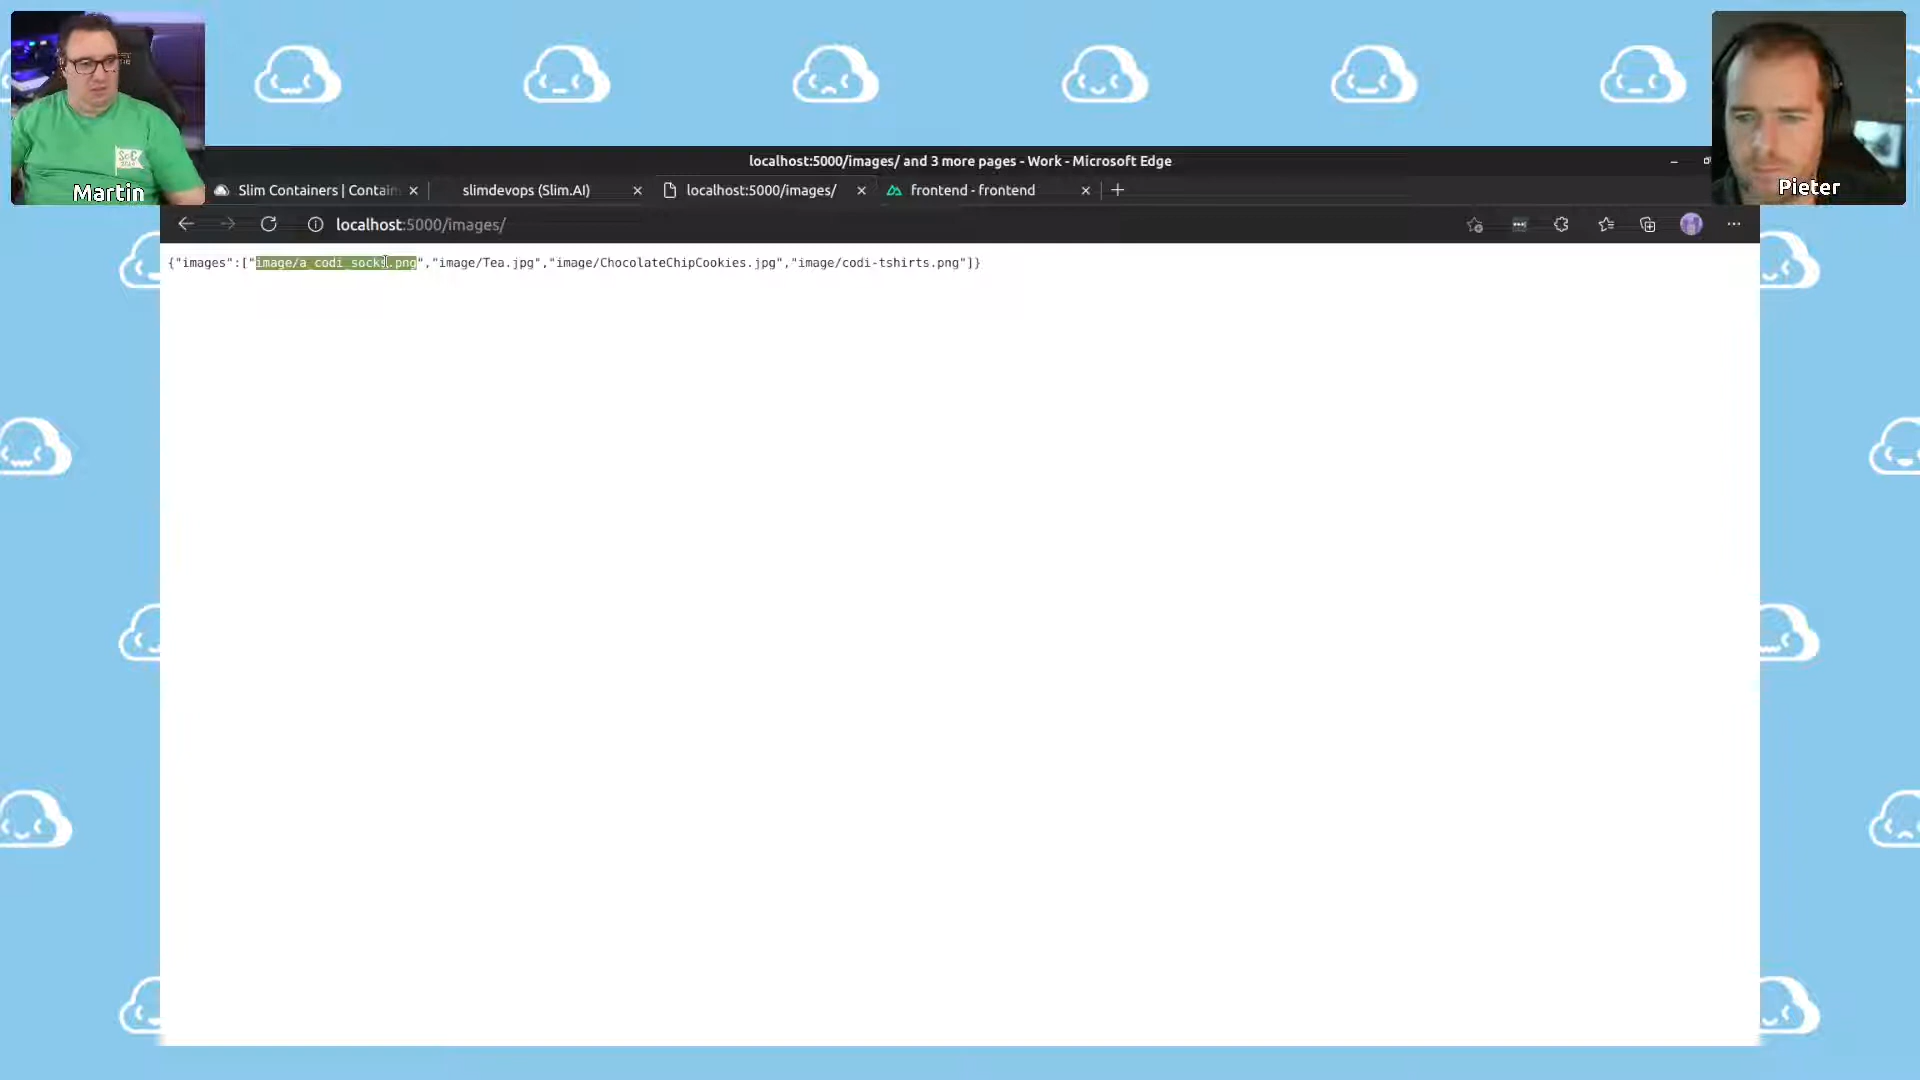 SoC
Martin
Pieter
localhost:5000/images/ and 3 more pages - Work - Microsoft Edge
Slim Containers | Contain
slimdevops (Slim.AI)
localhost:5000/images/
frontend - frontend
localhost:5000/images/
{"images":["image/a_codi_socks.png","image/Tea.jpg","image/ChocolateChipCookies.jpg","image/codi-tshirts.png"]}